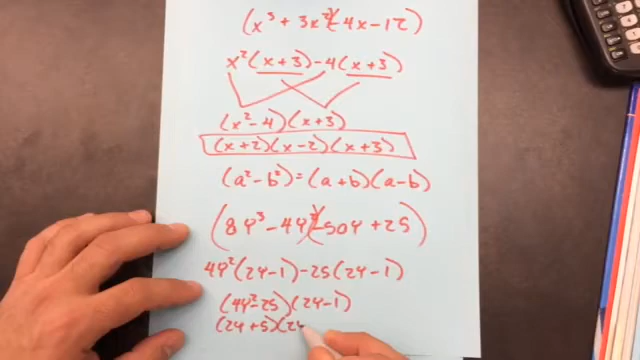 (x³ + 3x²)(-4x - 12)
x²(x + 3) - 4(x + 3)
(x² - 4)(x + 3)
(x + 2)(x - 2)(x + 3)
(a² - b²) = (a + b)(a - b)
(8y³ - 4y²)(-50y + 25)
4y²(2y - 1) - 25(2y - 1)
(4y² - 25)(2y - 1)
(2y + 5)(2y